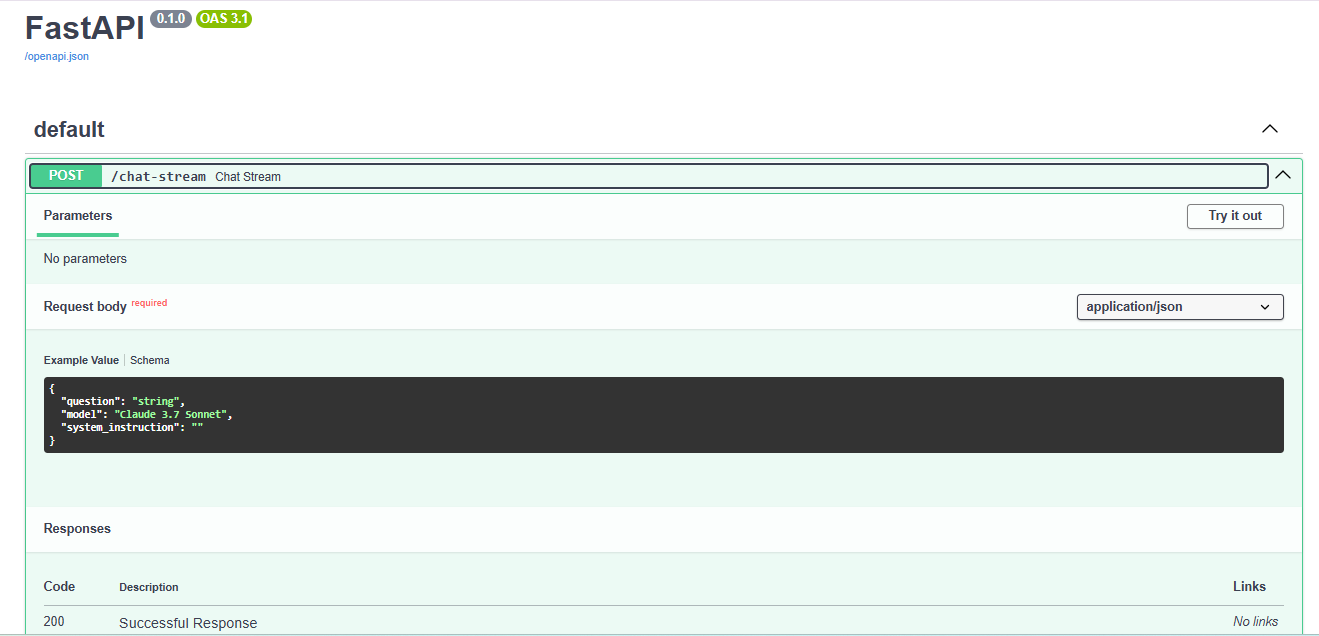 FastAPI 0.1.0 OAS 3.1
/openapi.json
default
POST /chat-stream Chat Stream
Parameters Try it out
No parameters
Request body required application/json
Example Value Schema
{
"question": "string",
"model": "Claude 3.7 Sonnet",
"system_instruction": ""
}
Responses
Code Description Links
200 Successful Response No links